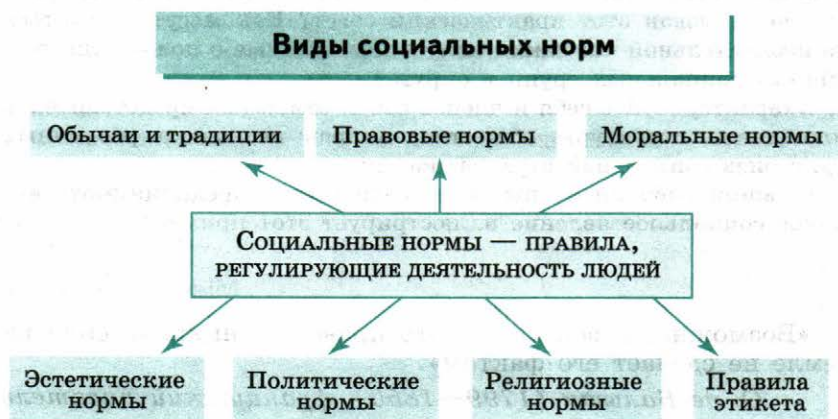 Виды социальных норм
Обычаи и традиции
Правовые нормы
Моральные нормы
Социальные нормы — правила,
регулирующие деятельность людей
Эстетические
нормы
Политические
нормы
Религиозные
нормы
Правила
этикета